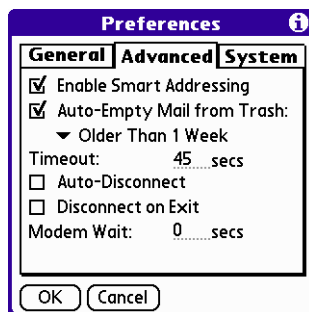 Preferences
General Advanced System
Enable Smart Addressing
Auto-Empty Mail from Trash:
Older Than 1 Week
Timeout: 45 secs
Auto-Disconnect
Disconnect on Exit
Modem Wait: 0 secs
OK Cancel